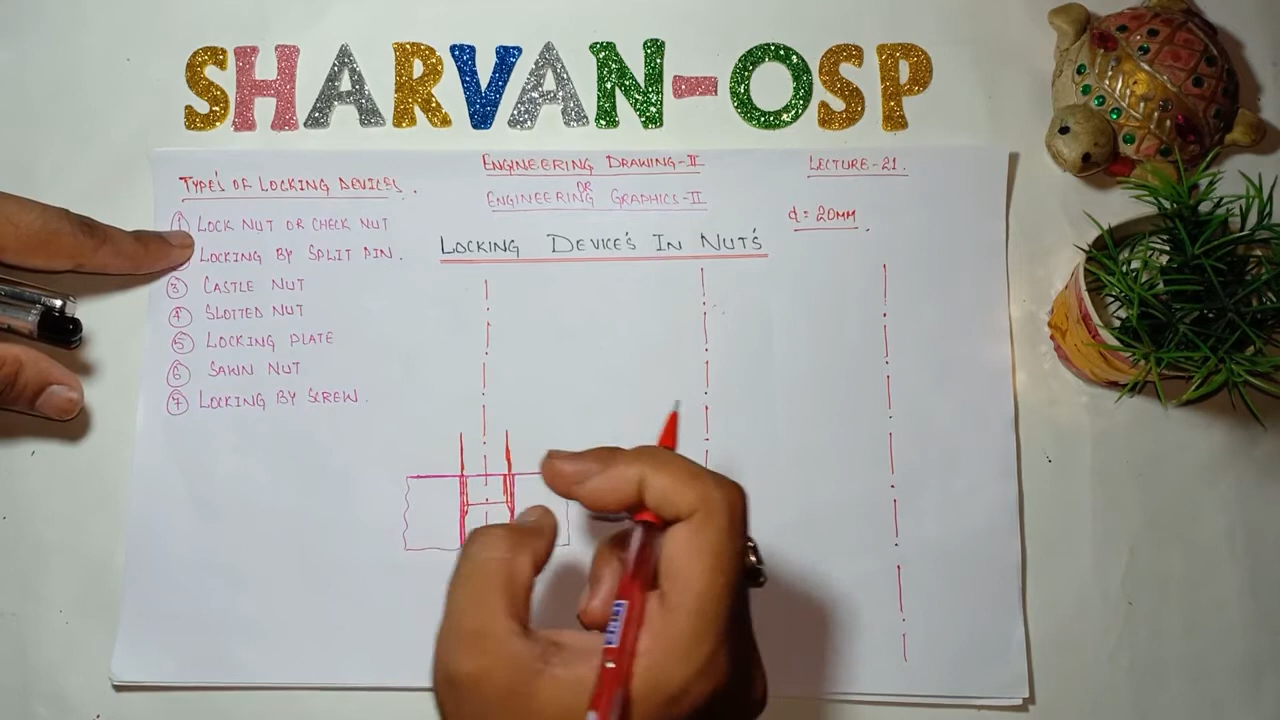 SHARVAN-OSP
ENGINEERING DRAWING-II
OR
ENGINEERING GRAPHICS-II
LECTURE-21.
TYPE'S OF LOCKING DEVICES.
d = 20MM.
LOCKING DEVICE'S IN NUT'S
1 LOCK NUT OR CHECK NUT
LOCKING BY SPLIT PIN.
3 CASTLE NUT
4 SLOTTED NUT
5 LOCKING PLATE
6 SAWN NUT
7 LOCKING BY SCREW.